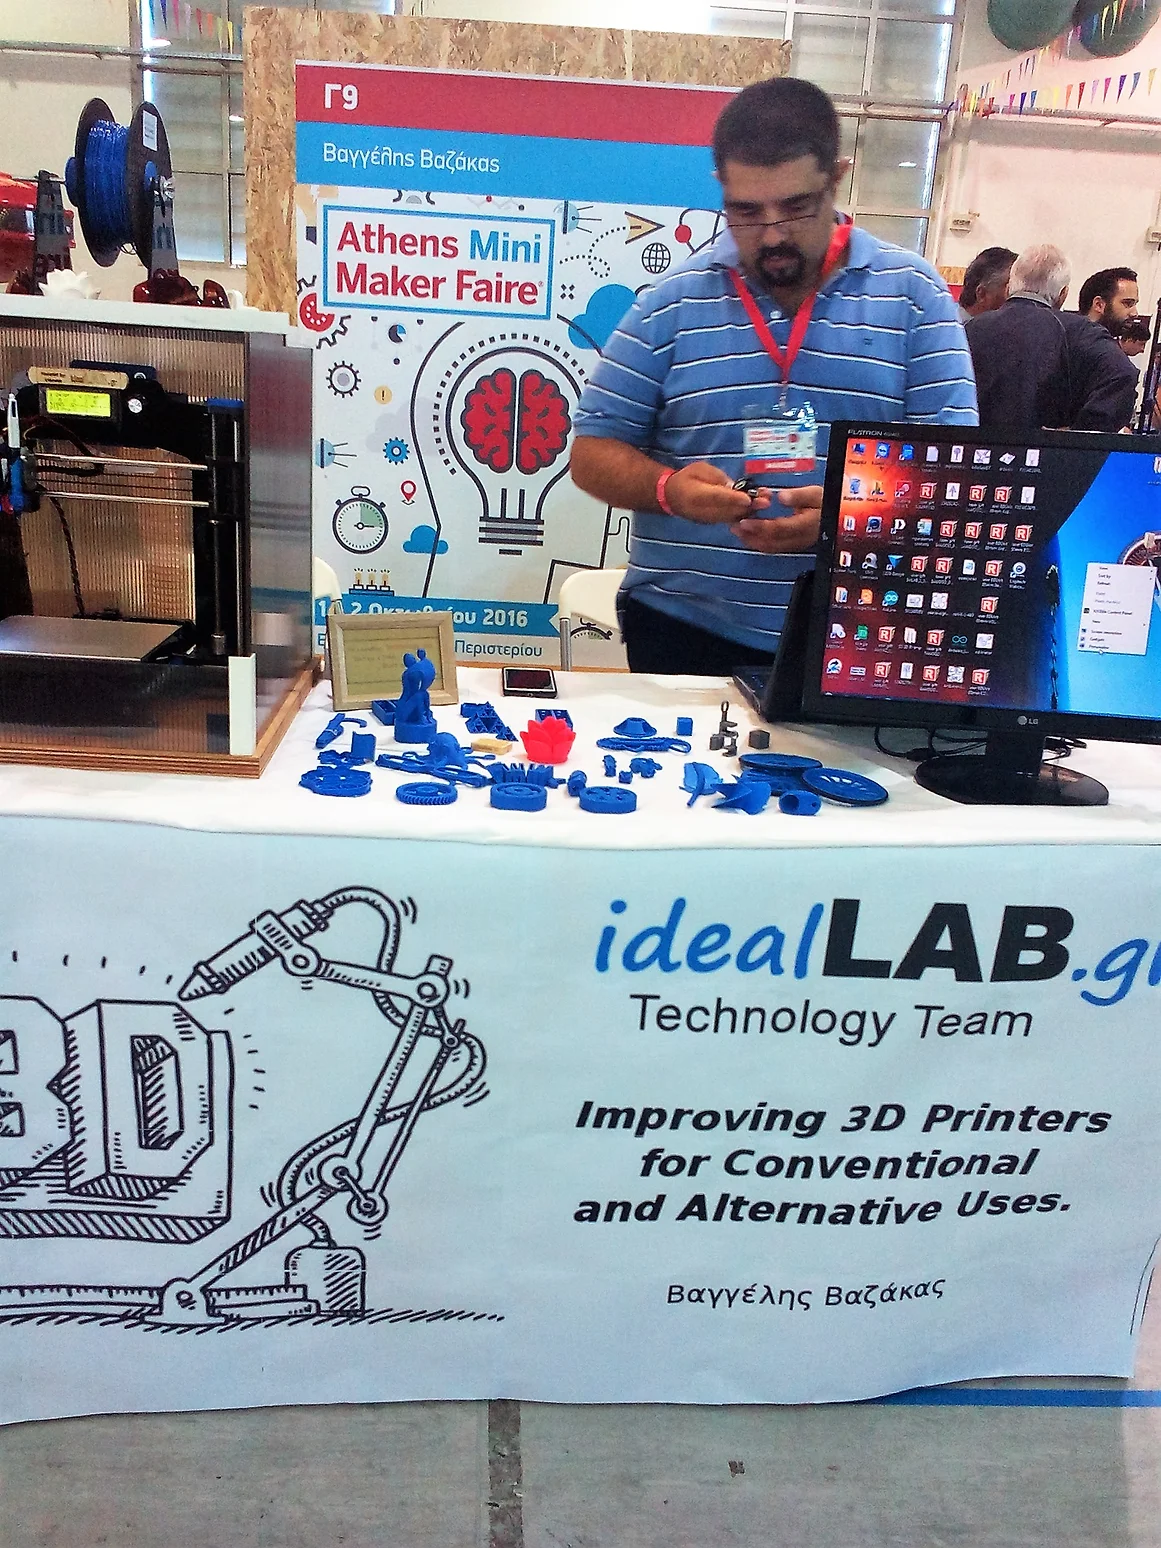 Γ9
Βαγγέλης Βαζάκας
Athens Mini
Maker Faire®
2 Οκτωβρίου 2016
Περιστερίου
FLATRON
LG
3D
idealLAB.gr
Technology Team
Improving 3D Printers
for Conventional
and Alternative Uses.
Βαγγέλης Βαζάκας